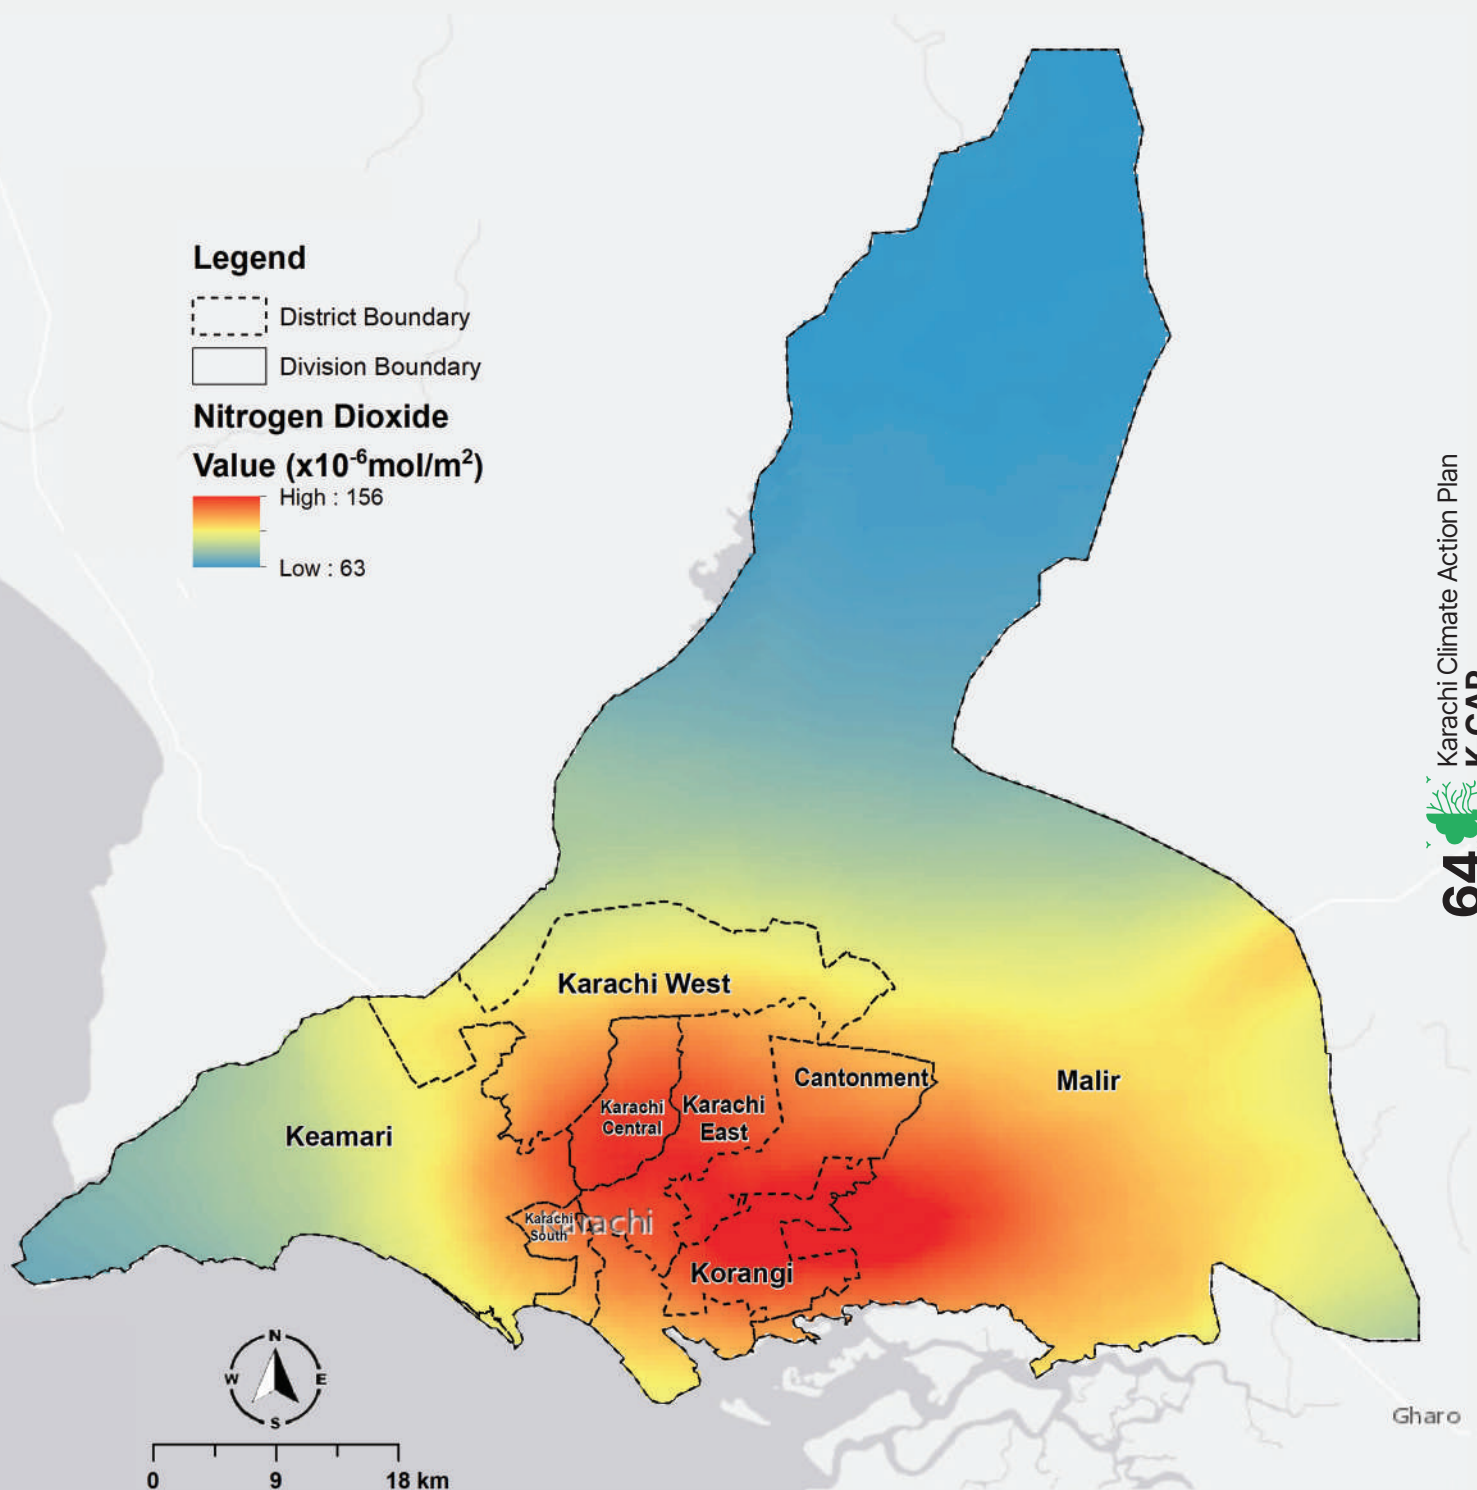 Legend
District Boundary
Division Boundary
Nitrogen Dioxide
Value (x10⁻⁶mol/m²)
High : 156
Low : 63
Karachi West
Cantonment
Malir
Karachi
Central
Karachi
East
Keamari
Karachi
South
Karachi
Korangi
N
W
E
S
0 9 18 km
Gharo
64
Karachi Climate Action Plan
K-CAP